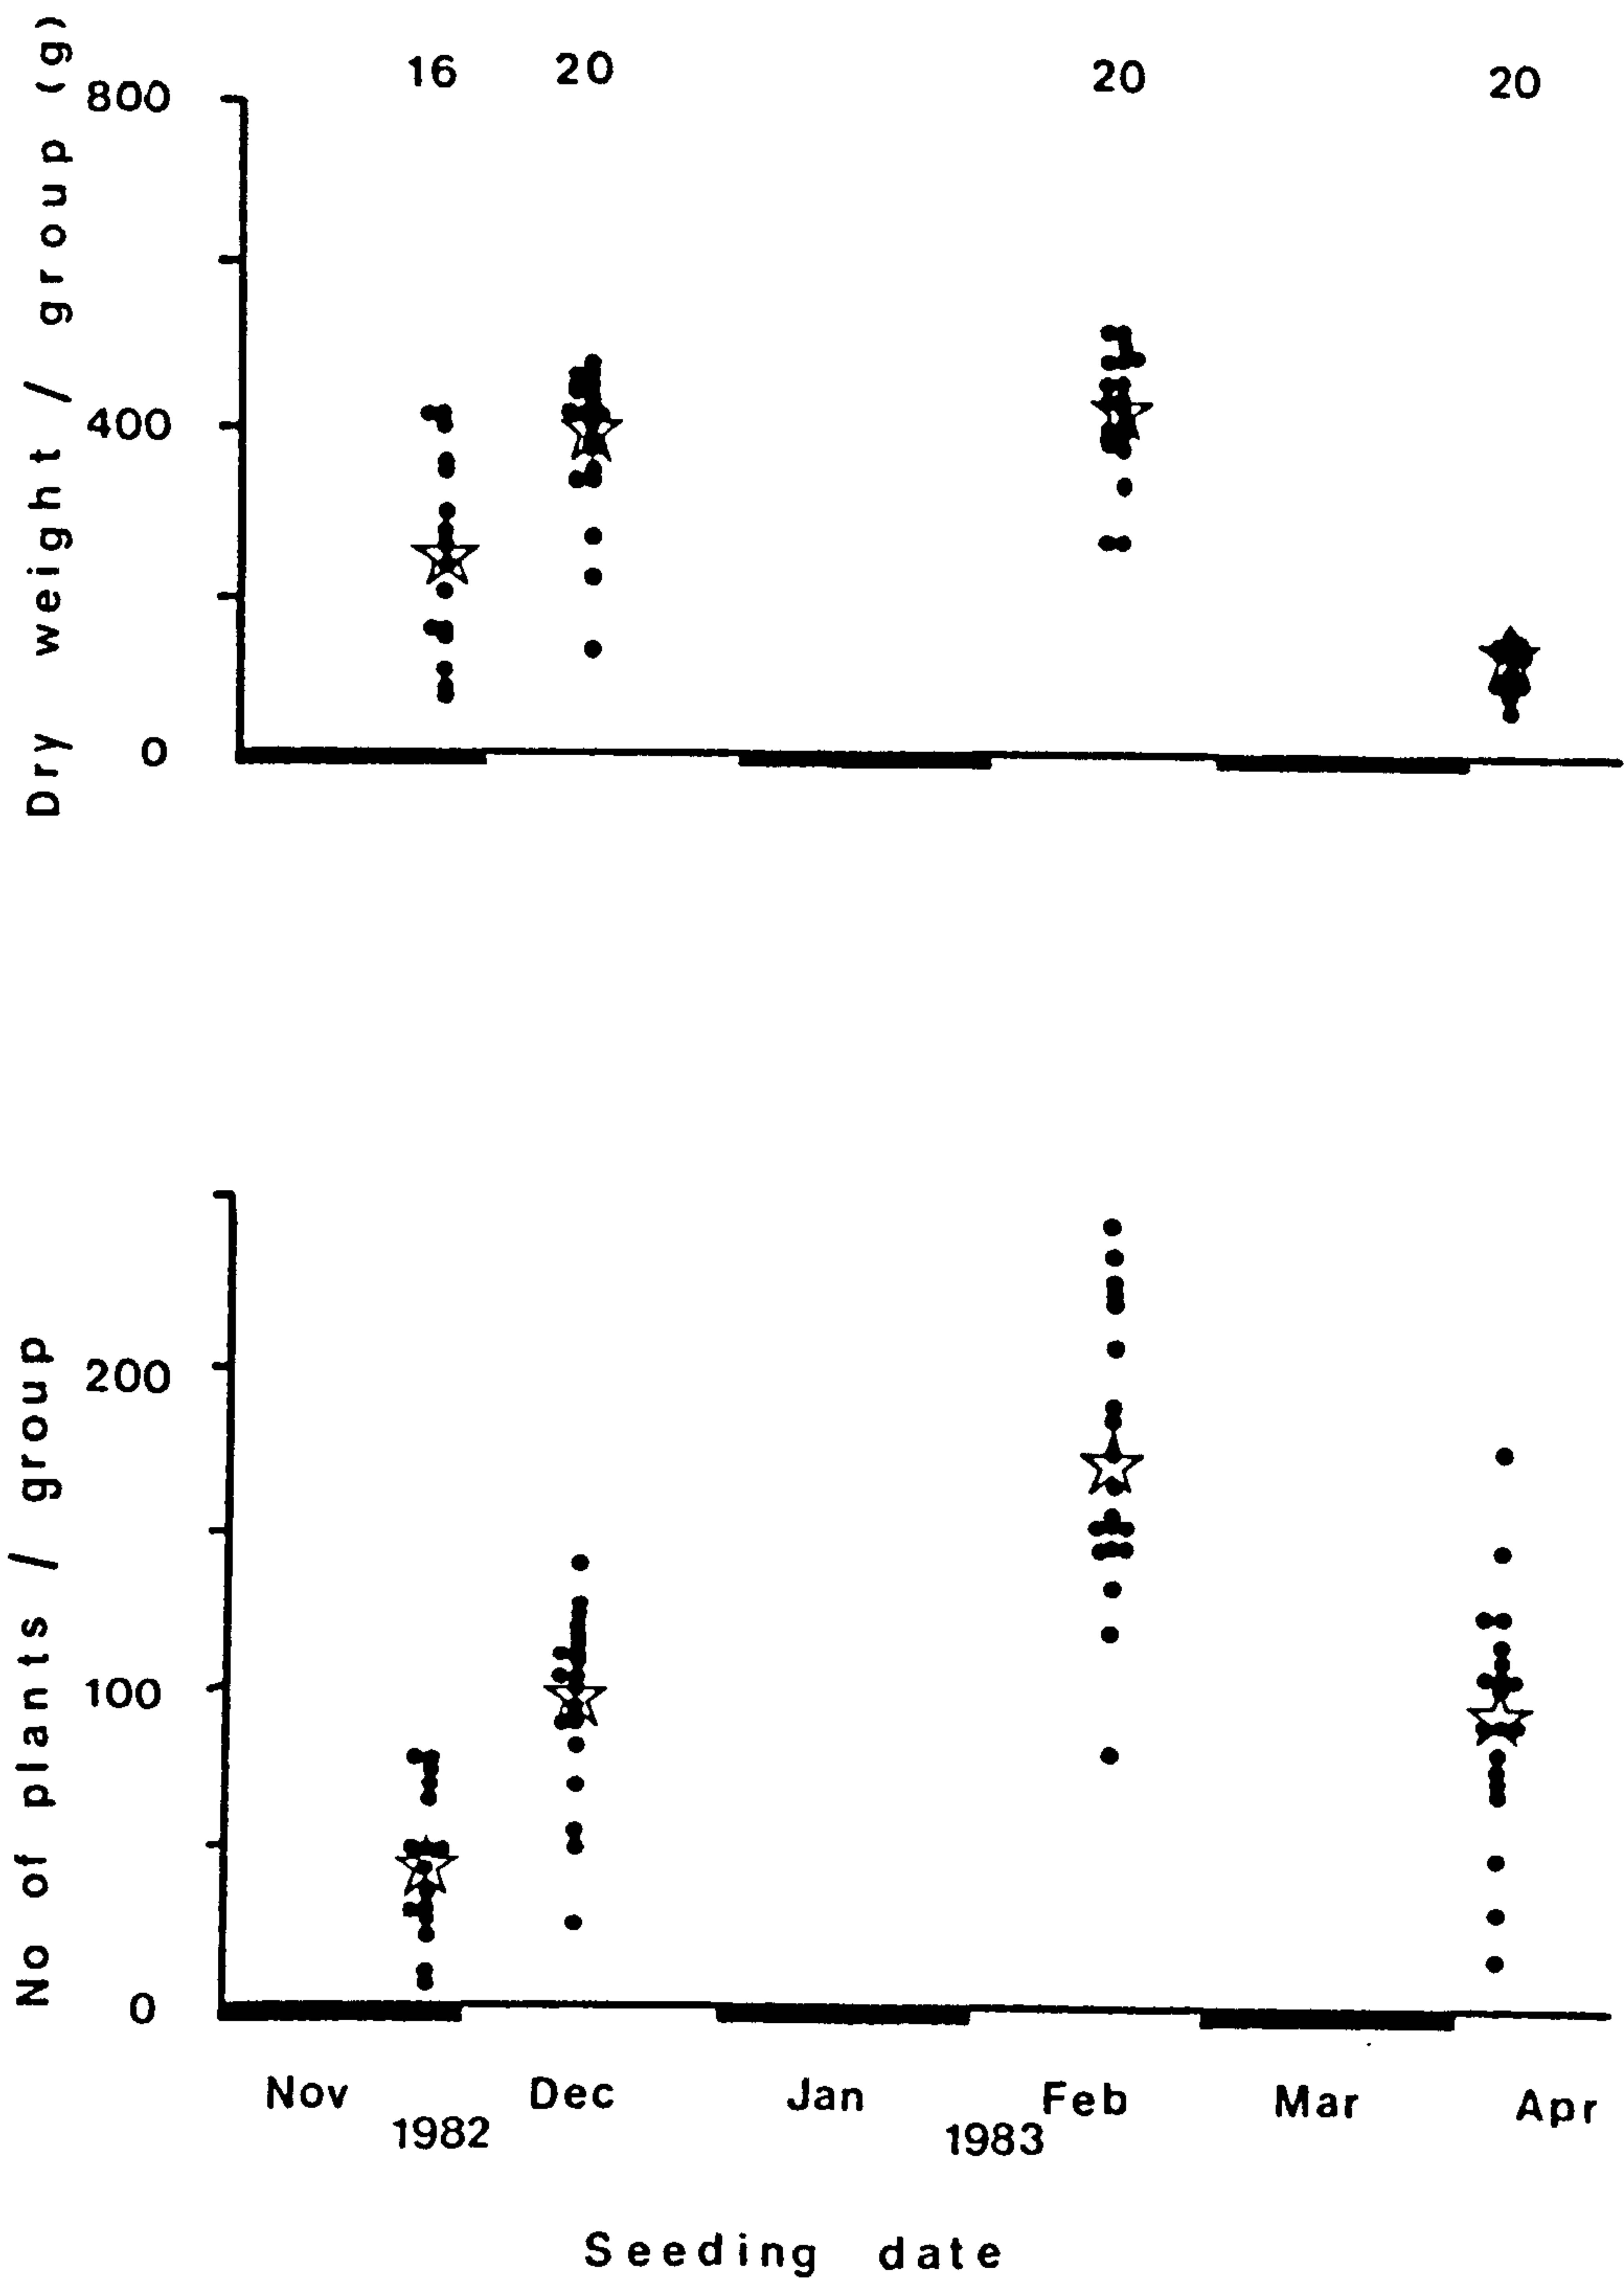 Dry weight / group (g)
16 20 20 20
800
400
0
No of plants / group
200
100
0
Nov Dec Jan Feb Mar Apr
1982 1983
Seeding date